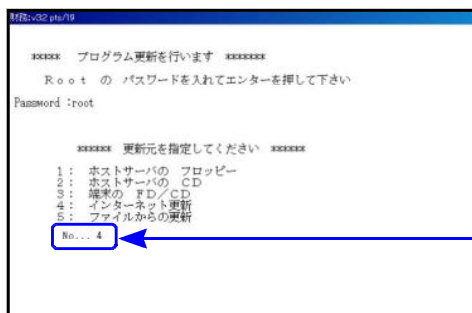 財務:v32 pts/19
***** プログラム更新を行います *******
Root の パスワードを入れてエンターを押して下さい
Password :root
****** 更新元を指定してください ******
1: ホストサーバの フロッピー
2: ホストサーバの CD
3: 端末の FD/CD
4: インターネット更新
5: ファイルからの更新
No... 4